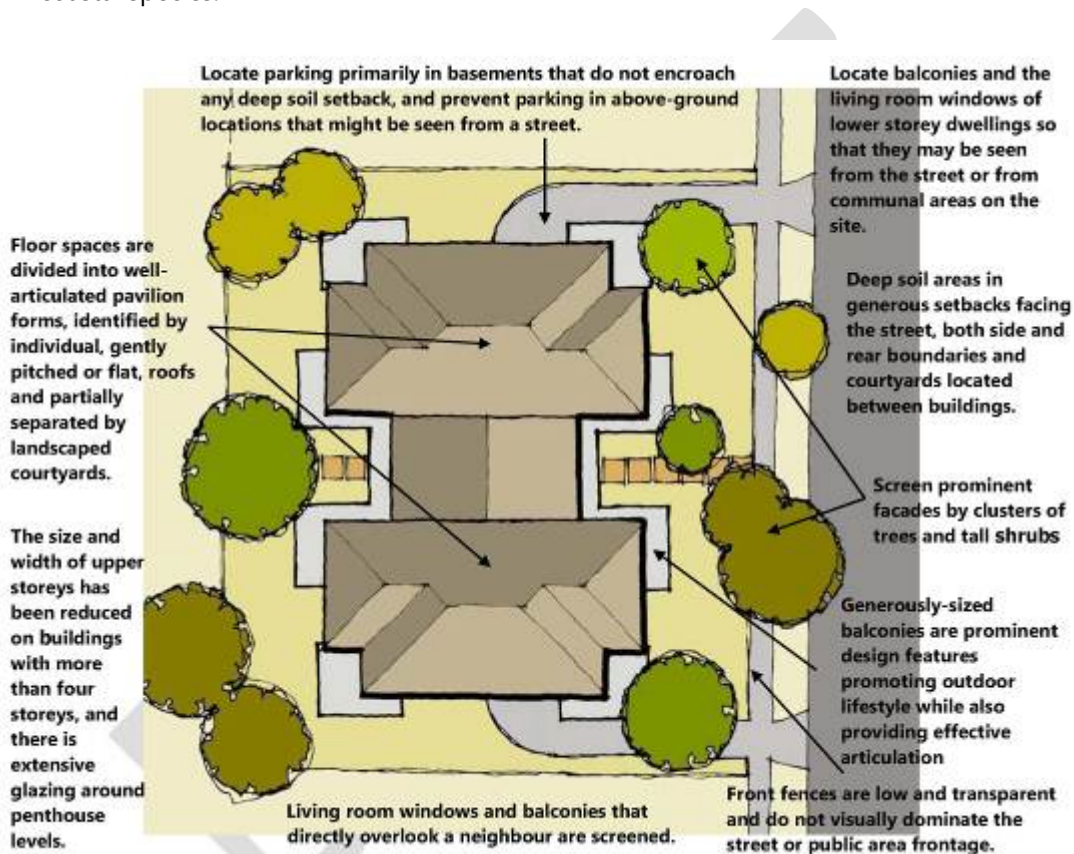 coastal species.
Locate parking primarily in basements that do not encroach
any deep soil setback, and prevent parking in above-ground
locations that might be seen from a street.
Locate balconies and the
living room windows of
lower storey dwellings so
that they may be seen
from the street or from
communal areas on the
site.
Floor spaces are
divided into well-
articulated pavilion
forms, identified by
individual, gently
pitched or flat, roofs
and partially
separated by
landscaped
courtyards.
Deep soil areas in
generous setbacks facing
the street, both side and
rear boundaries and
courtyards located
between buildings.
Screen prominent
facades by clusters of
trees and tall shrubs
The size and
width of upper
storeys has
been reduced
on buildings
with more
than four
storeys, and
there is
extensive
glazing around
penthouse
levels.
Generously-sized
balconies are prominent
design features
promoting outdoor
lifestyle while also
providing effective
articulation
Living room windows and balconies that
directly overlook a neighbour are screened.
Front fences are low and transparent
and do not visually dominate the
street or public area frontage.